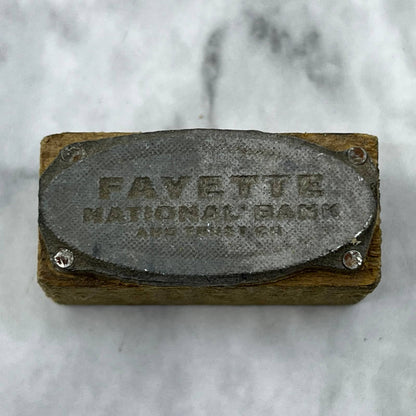 FAYETTE
NATIONAL BANK
AND TRUST CO